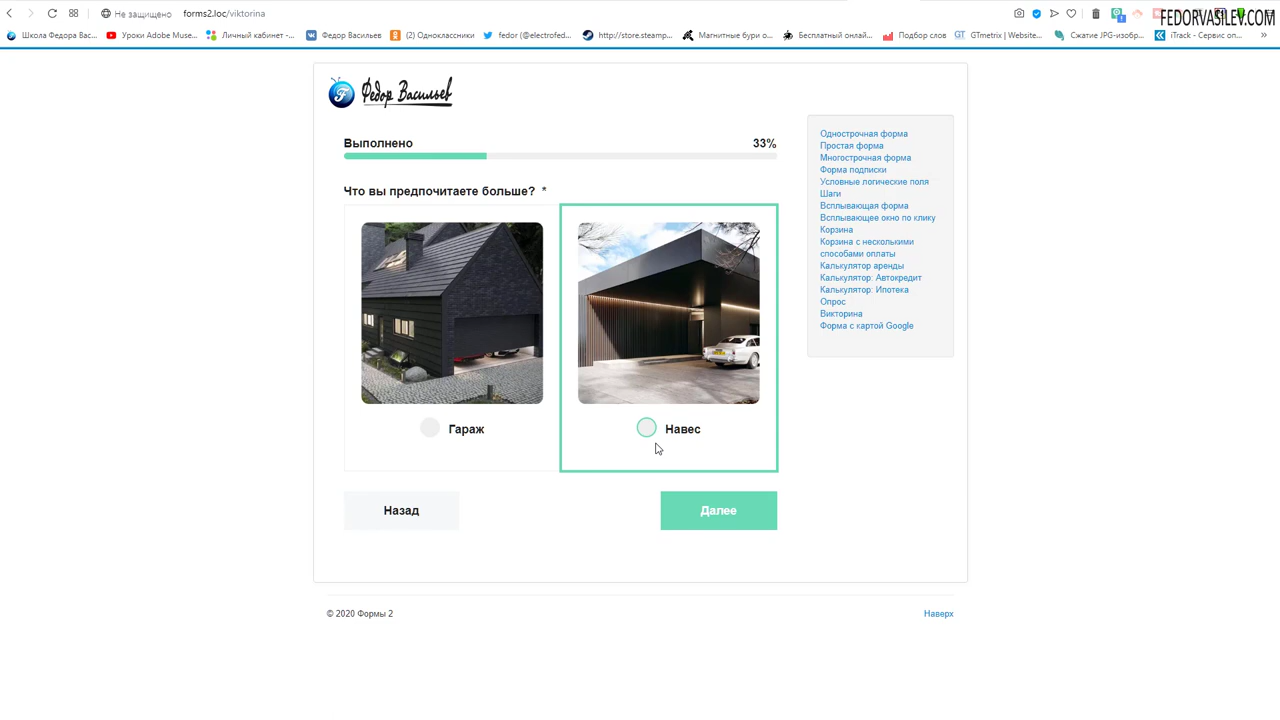 Не защищено
forms2.loc/viktorina
FEDORVASILEV.COM
Школа Федора Вас...
Уроки Adobe Muse...
Личный кабинет -...
Федор Васильев
(2) Одноклассники
fedor (@electrofed...
http://store.steamp...
Магнитные бури о...
Бесплатный онлай...
Подбор слов
GT GTmetrix | Website...
Сжатие JPG-изобр...
iTrack - Сервис оп...
Федор Васильев
Выполнено 33%
Что вы предпочитаете больше? *
Гараж
Навес
Назад
Далее
Однострочная форма
Простая форма
Многострочная форма
Форма подписки
Условные логические поля
Шаги
Всплывающая форма
Всплывающее окно по клику
Корзина
Корзина с несколькими
способами оплаты
Калькулятор аренды
Калькулятор: Автокредит
Калькулятор: Ипотека
Опрос
Викторина
Форма с картой Google
© 2020 Формы 2
Наверх